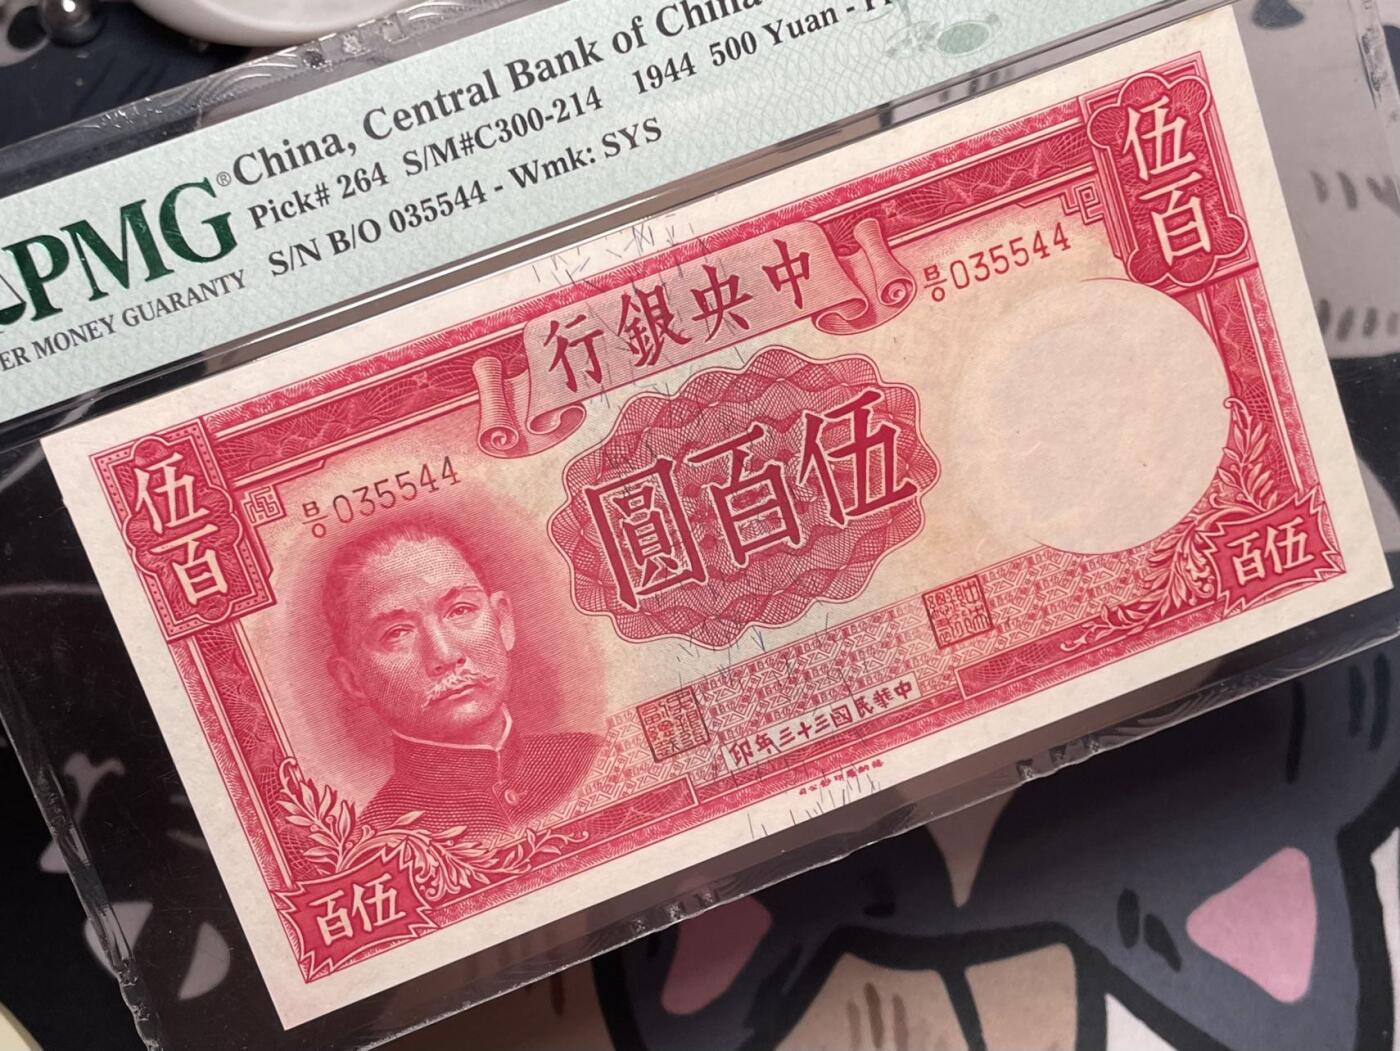 China, Central Bank of China
Pick# 264 S/M#C300-214 1944 500 Yuan -
S/N B/O 035544 - Wmk: SYS
PMG®
ER MONEY GUARANTY
伍百
行銀央中
B/O 035544
伍百
B/O 035544
圓百伍
百伍
印年三十三國民華中
百伍